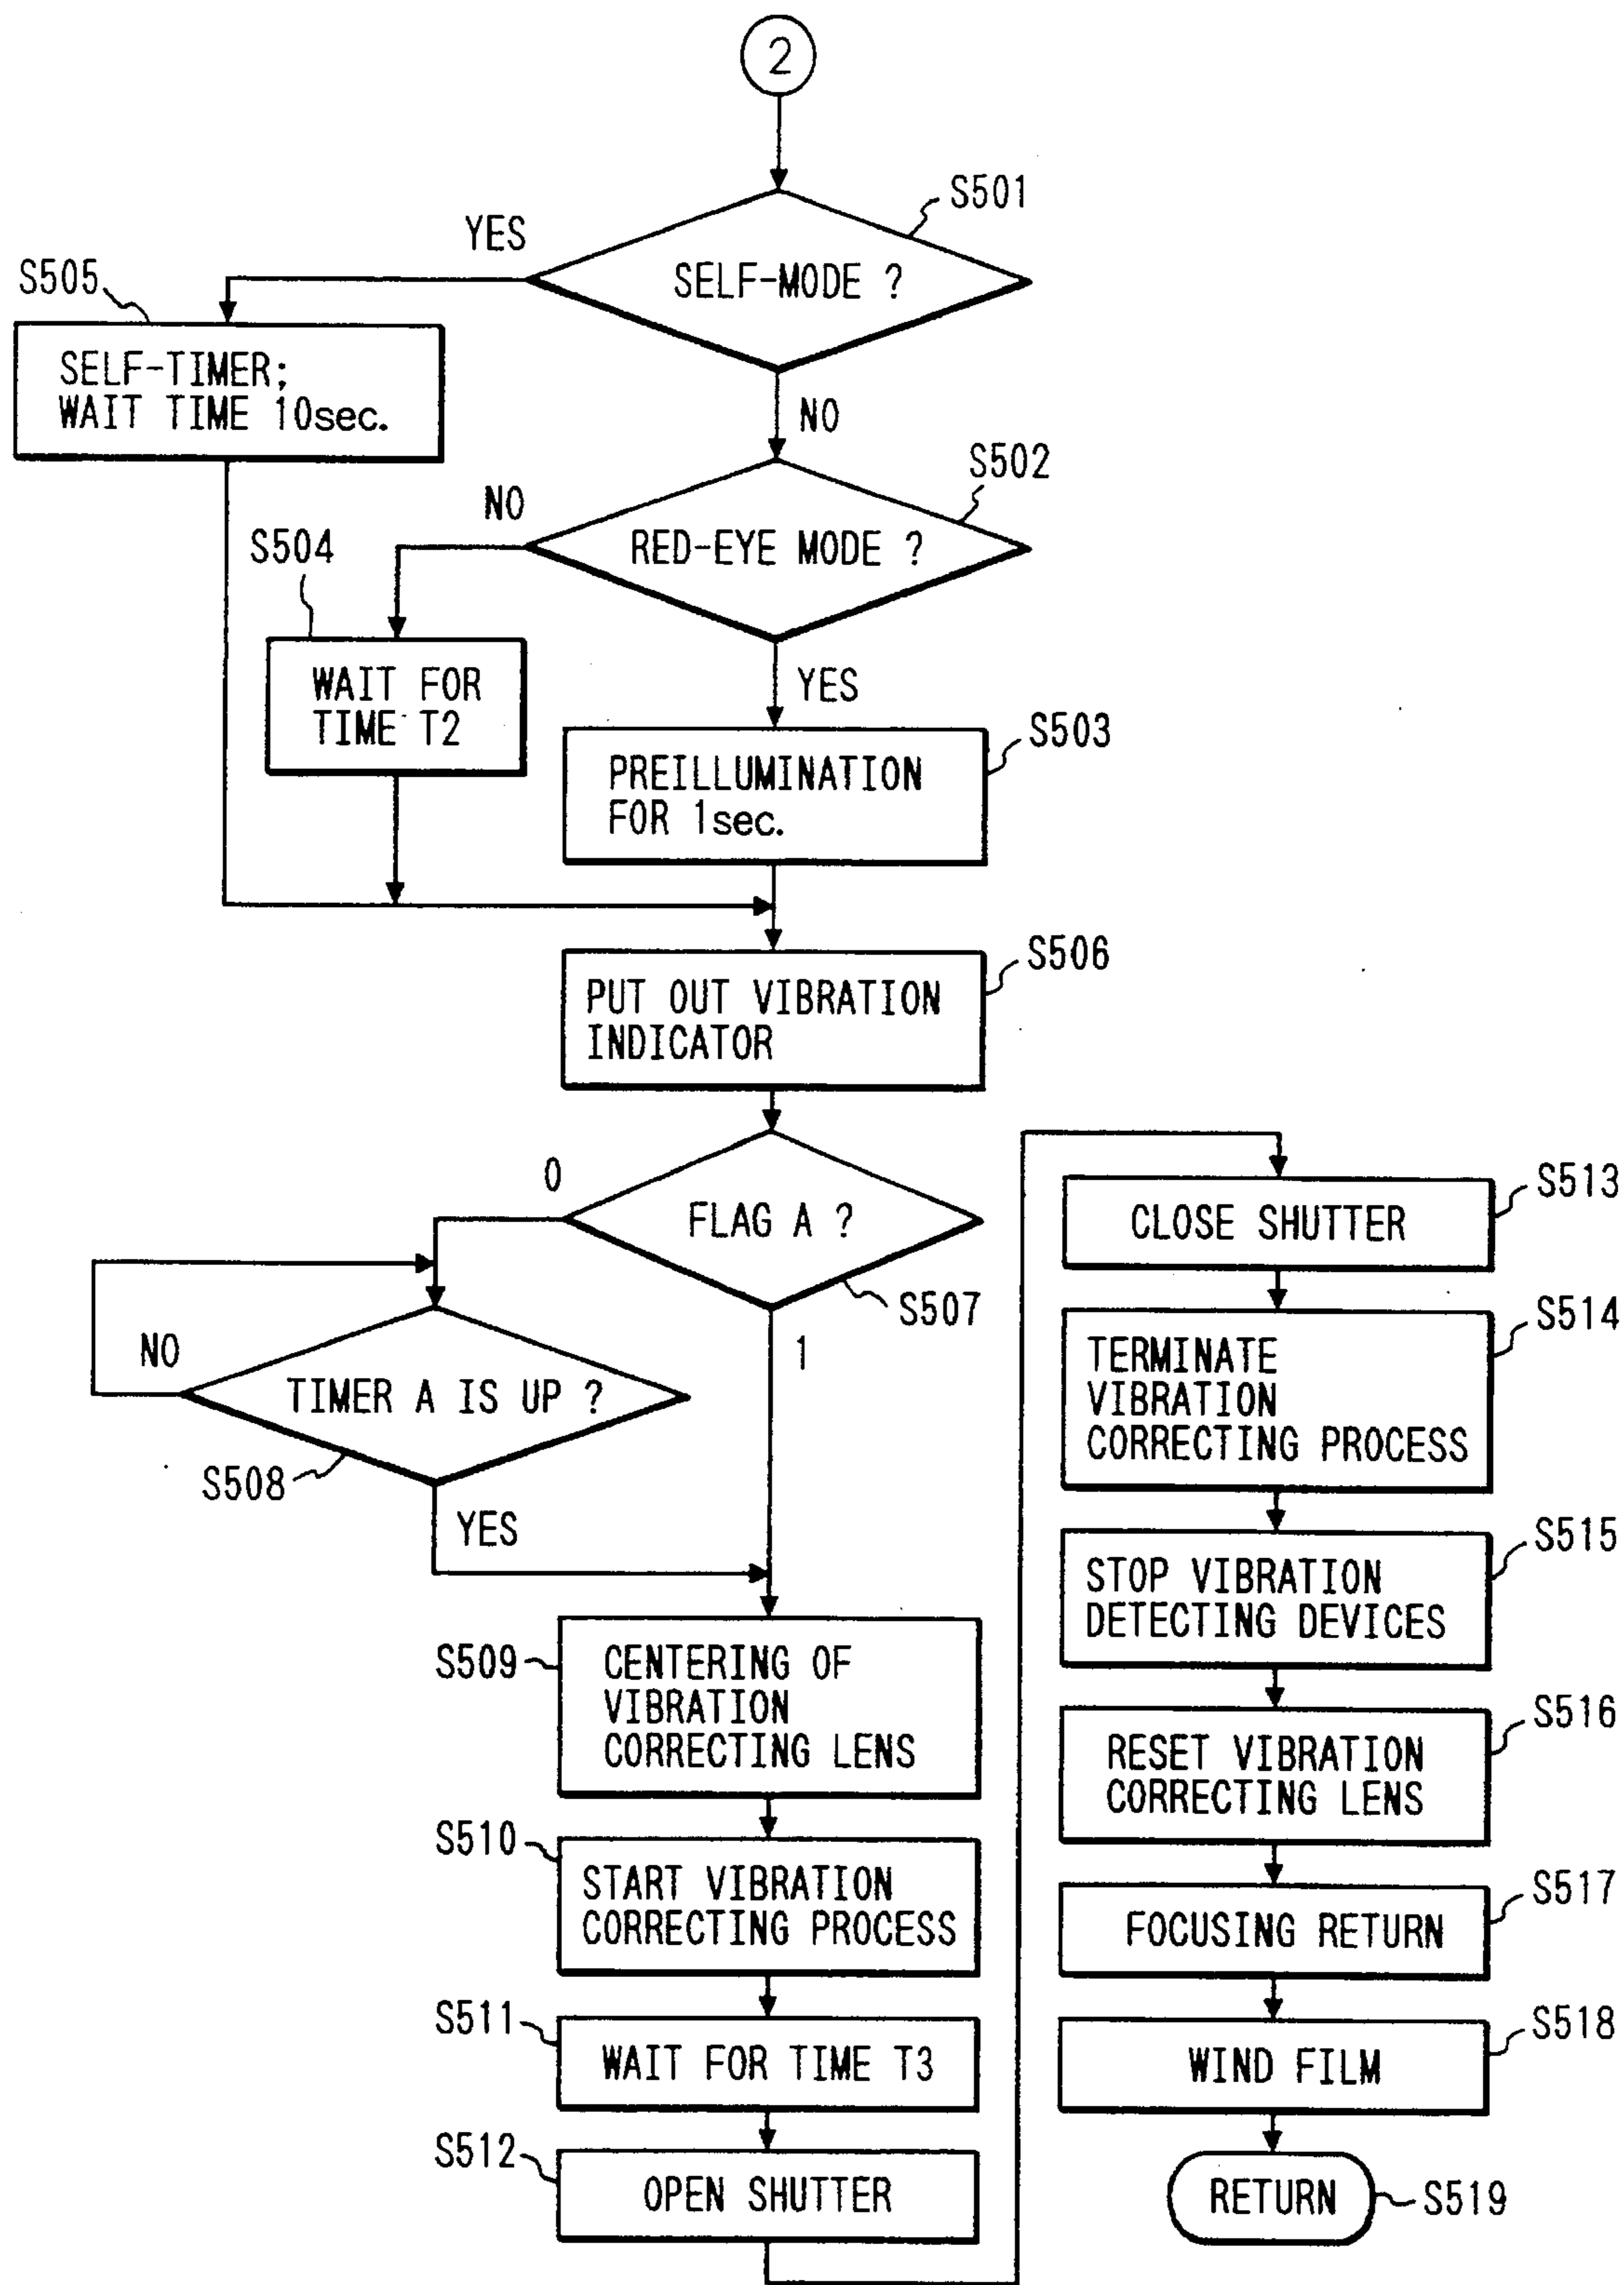 2
S501
YES
SELF-MODE ?
S505
SELF-TIMER;
WAIT TIME 10sec.
NO
S502
NO
RED-EYE MODE ?
S504
WAIT FOR
TIME T2
YES
S503
PREILLUMINATION
FOR 1sec.
S506
PUT OUT VIBRATION
INDICATOR
0
FLAG A ?
S507
1
NO
TIMER A IS UP ?
S508
YES
S509
CENTERING OF
VIBRATION
CORRECTING LENS
S510
START VIBRATION
CORRECTING PROCESS
S511
WAIT FOR TIME T3
S512
OPEN SHUTTER
S513
CLOSE SHUTTER
S514
TERMINATE
VIBRATION
CORRECTING PROCESS
S515
STOP VIBRATION
DETECTING DEVICES
S516
RESET VIBRATION
CORRECTING LENS
S517
FOCUSING RETURN
S518
WIND FILM
RETURN
S519